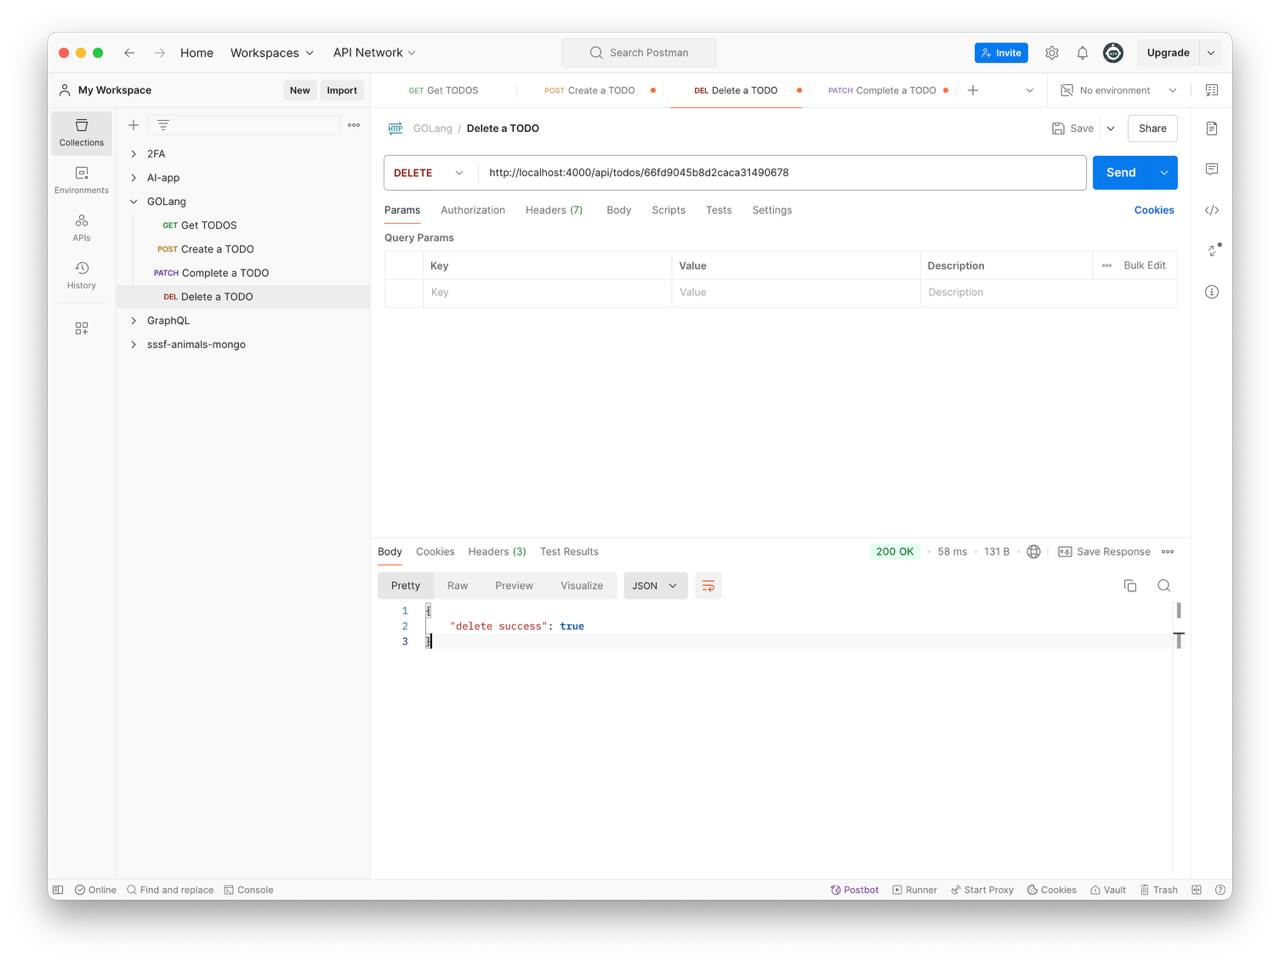 Home Workspaces API Network Search Postman Invite Upgrade
My Workspace New Import GET Get TODOS POST Create a TODO DEL Delete a TODO PATCH Complete a TODO No environment
Collections
Environments
APIs
History
2FA
AI-app
GOLang
GET Get TODOS
POST Create a TODO
PATCH Complete a TODO
DEL Delete a TODO
GraphQL
sssf-animals-mongo
HTTP GOLang / Delete a TODO Save Share
DELETE http://localhost:4000/api/todos/66fd9045b8d2caca31490678 Send
Params Authorization Headers (7) Body Scripts Tests Settings Cookies
Query Params
Key Value Description Bulk Edit
Key Value Description
Body Cookies Headers (3) Test Results 200 OK 58 ms 131 B Save Response
Pretty Raw Preview Visualize JSON
1 {
2 "delete success": true
3 }
Online Find and replace Console Postbot Runner Start Proxy Cookies Vault Trash